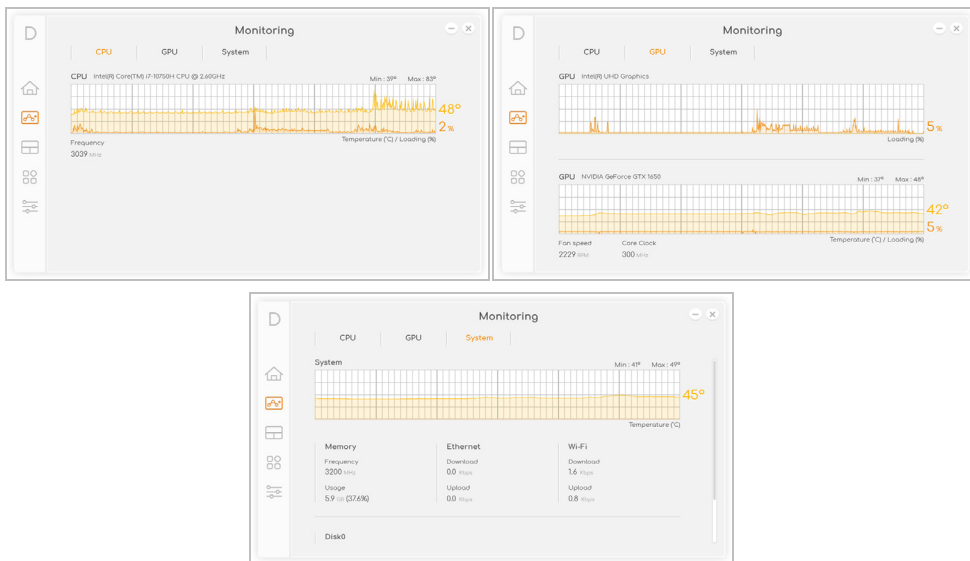 D
Monitoring
CPU GPU System
CPU Intel(R) Core(TM) i7-10750H CPU @ 2.60GHz
Min : 39° Max : 83°
48°
2 %
Temperature (°C) / Loading (%)
Frequency
3039 MHz
D
Monitoring
CPU GPU System
GPU Intel(R) UHD Graphics
5 %
Loading (%)
GPU NVIDIA GeForce GTX 1650
Min : 37° Max : 48°
42°
5 %
Temperature (°C) / Loading (%)
Fan speed Core Clock
2229 RPM 300 MHz
D
Monitoring
CPU GPU System
System
Min : 41° Max : 49°
45°
Temperature (°C)
Memory Ethernet Wi-Fi
Frequency Download Download
3200 MHz 0.0 Kbps 1.6 Kbps
Usage Upload Upload
5.9 GB (37.6%) 0.0 Kbps 0.8 Kbps
Disk0